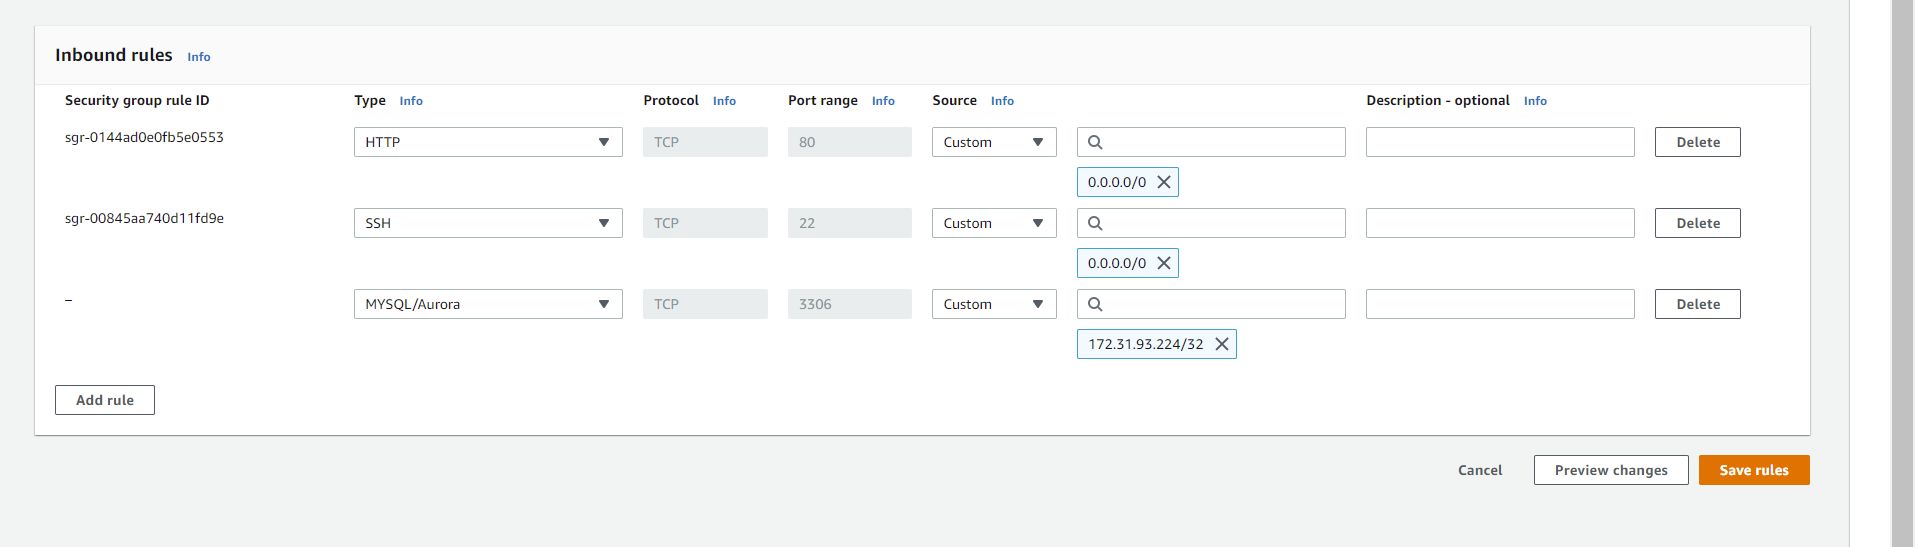 Inbound rules Info
Security group rule ID Type Info Protocol Info Port range Info Source Info Description - optional Info
sgr-0144ad0e0fb5e0553 HTTP TCP 80 Custom Delete
0.0.0.0/0
sgr-00845aa740d11fd9e SSH TCP 22 Custom Delete
0.0.0.0/0
– MYSQL/Aurora TCP 3306 Custom Delete
172.31.93.224/32
Add rule
Cancel Preview changes Save rules